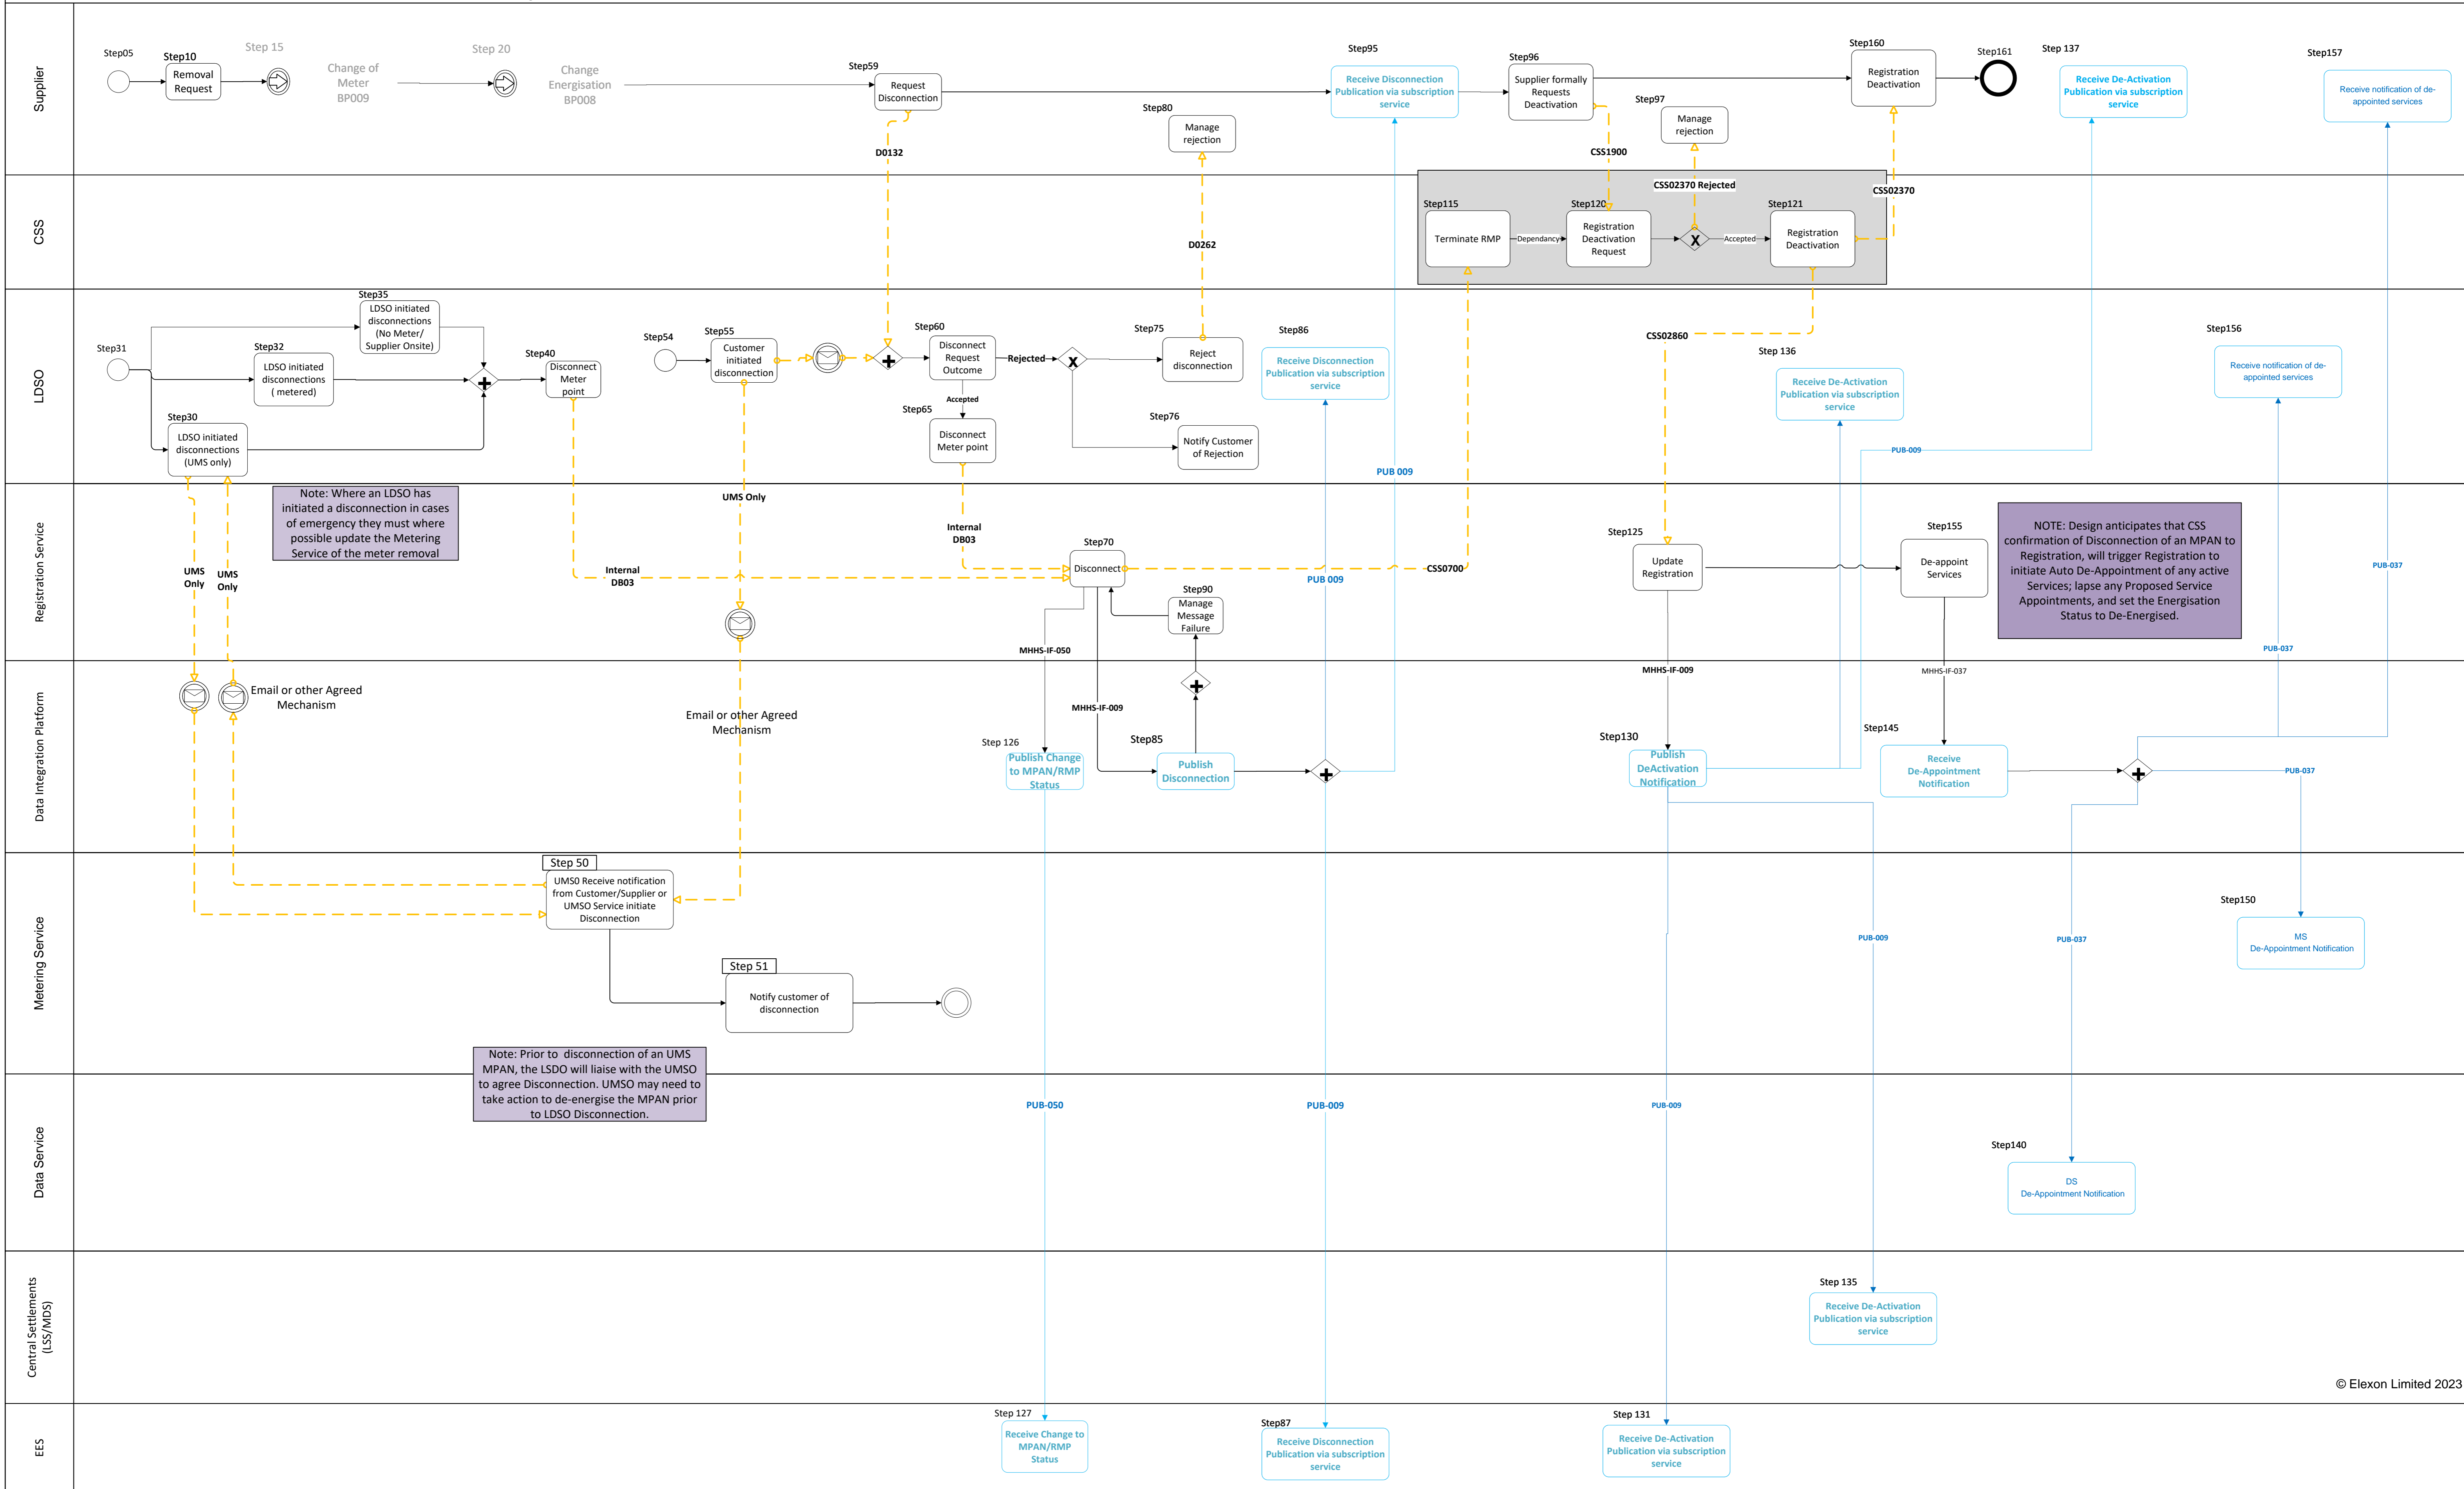 Supplier
Step05
Step10
Removal
Request
Step 15
Change of
Meter
BP009
Step 20
Change
Energisation
BP008
Step59
Request
Disconnection
D0132
Step80
Manage
rejection
Step95
Receive Disconnection
Publication via subscription
service
Step96
Supplier formally
Requests
Deactivation
CSS1900
Step97
Manage
rejection
Step160
Registration
Deactivation
Step161
Step 137
Receive De-Activation
Publication via subscription
service
Step157
Receive notification of de-
appointed services
CSS
D0262
CSS02370 Rejected
CSS02370
Step115
Terminate RMP
Dependancy
Step120
Registration
Deactivation
Request
X
Accepted
Step121
Registration
Deactivation
LDSO
Step31
Step35
LDSO initiated
disconnections
(No Meter/
Supplier Onsite)
Step32
LDSO initiated
disconnections
( metered)
Step30
LDSO initiated
disconnections
(UMS only)
Step40
Disconnect
Meter
point
Step54
Step55
Customer
initiated
disconnection
Step60
Disconnect
Request
Outcome
Rejected
X
Accepted
Step65
Disconnect
Meter point
Step75
Reject
disconnection
Step76
Notify Customer
of Rejection
Step86
Receive Disconnection
Publication via subscription
service
PUB 009
CSS02860
Step 136
Receive De-Activation
Publication via subscription
service
PUB-009
Step156
Receive notification of de-
appointed services
Registration Service
UMS
Only
UMS
Only
Note: Where an LDSO has
initiated a disconnection in cases
of emergency they must where
possible update the Metering
Service of the meter removal
Internal
DB03
UMS Only
Internal
DB03
Step70
Disconnect
Step90
Manage
Message
Failure
MHHS-IF-050
PUB 009
CSS0700
Step125
Update
Registration
Step155
De-appoint
Services
NOTE: Design anticipates that CSS
confirmation of Disconnection of an MPAN to
Registration, will trigger Registration to
initiate Auto De-Appointment of any active
Services; lapse any Proposed Service
Appointments, and set the Energisation
Status to De-Energised.
PUB-037
PUB-037
Data Integration Platform
Email or other Agreed
Mechanism
Email or other Agreed
Mechanism
MHHS-IF-009
Step 126
Publish Change
to MPAN/RMP
Status
Step85
Publish
Disconnection
MHHS-IF-009
Step130
Publish
DeActivation
Notification
MHHS-IF-037
Step145
Receive
De-Appointment
Notification
PUB-037
Metering Service
Step 50
UMS0 Receive notification
from Customer/Supplier or
UMSO Service initiate
Disconnection
Step 51
Notify customer of
disconnection
Note: Prior to disconnection of an UMS
MPAN, the LSDO will liaise with the UMSO
to agree Disconnection. UMSO may need to
take action to de-energise the MPAN prior
to LDSO Disconnection.
PUB-009
PUB-037
Step150
MS
De-Appointment Notification
Data Service
PUB-050
PUB-009
PUB-009
Step140
DS
De-Appointment Notification
Central Settlements
(LSS/MDS)
Step 135
Receive De-Activation
Publication via subscription
service
© Elexon Limited 2023
EES
Step 127
Receive Change to
MPAN/RMP
Status
Step87
Receive Disconnection
Publication via subscription
service
Step 131
Receive De-Activation
Publication via subscription
service